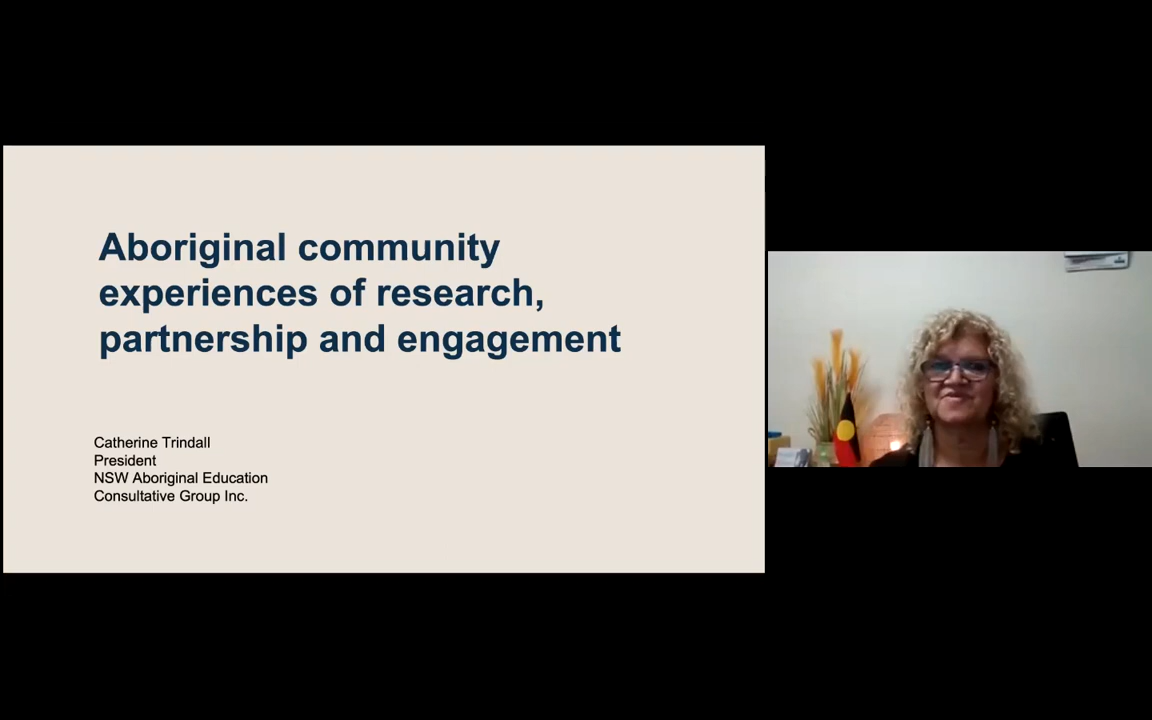 Aboriginal community
experiences of research,
partnership and engagement
Catherine Trindall
President
NSW Aboriginal Education
Consultative Group Inc.